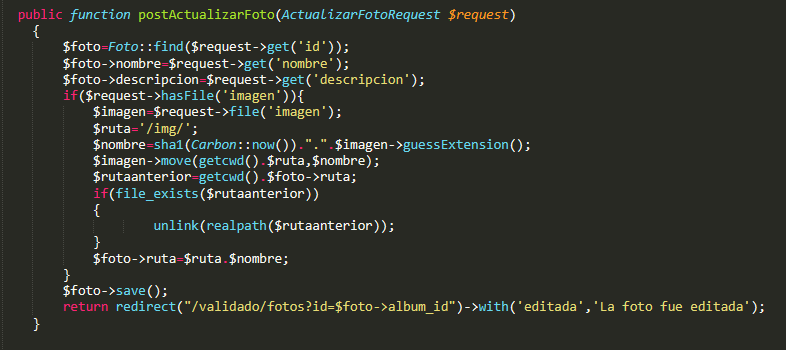 public function postActualizarFoto(ActualizarFotoRequest $request)
{
$foto=Foto::find($request->get('id'));
$foto->nombre=$request->get('nombre');
$foto->descripcion=$request->get('descripcion');
if($request->hasFile('imagen')){
$imagen=$request->file('imagen');
$ruta='/img/';
$nombre=sha1(Carbon::now()).".".$imagen->guessExtension();
$imagen->move(getcwd().$ruta,$nombre);
$rutaanterior=getcwd().$foto->ruta;
if(file_exists($rutaanterior))
{
unlink(realpath($rutaanterior));
}
$foto->ruta=$ruta.$nombre;
}
$foto->save();
return redirect("/validado/fotos?id=$foto->album_id")->with('editada','La foto fue editada');
}